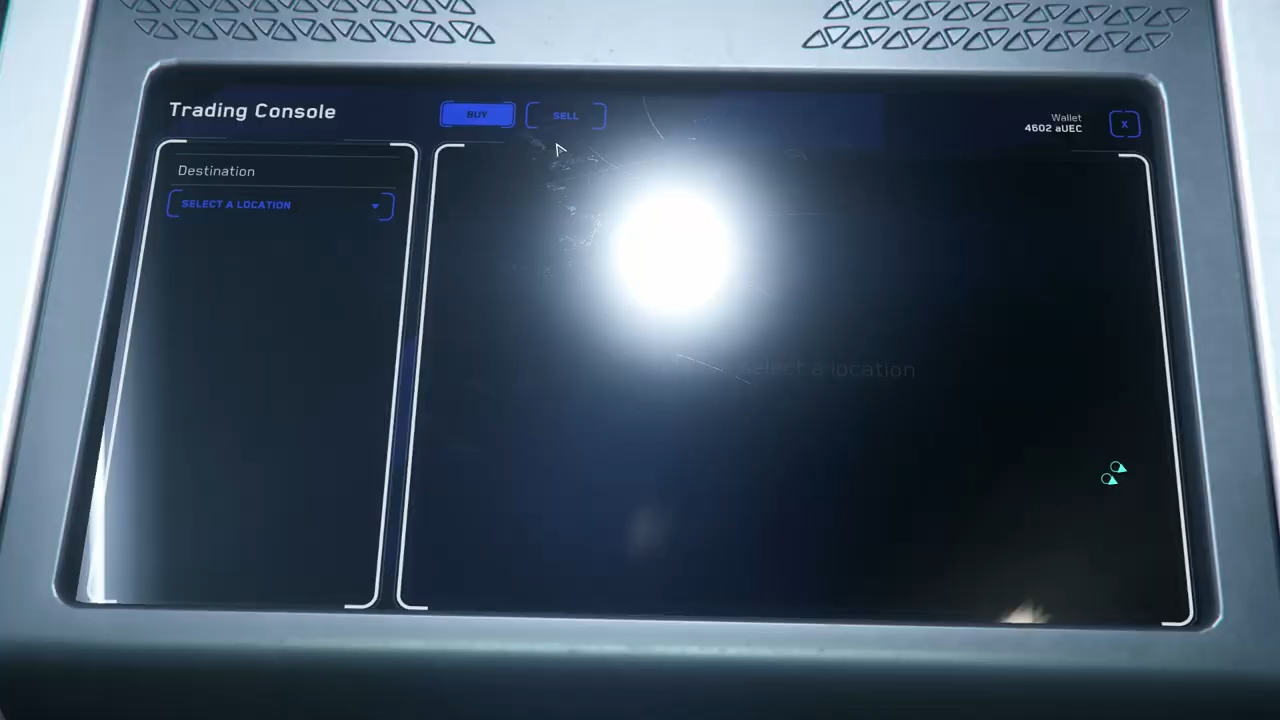 Trading Console
BUY
SELL
Wallet
4602 aUEC
X
Destination
SELECT A LOCATION
select a location